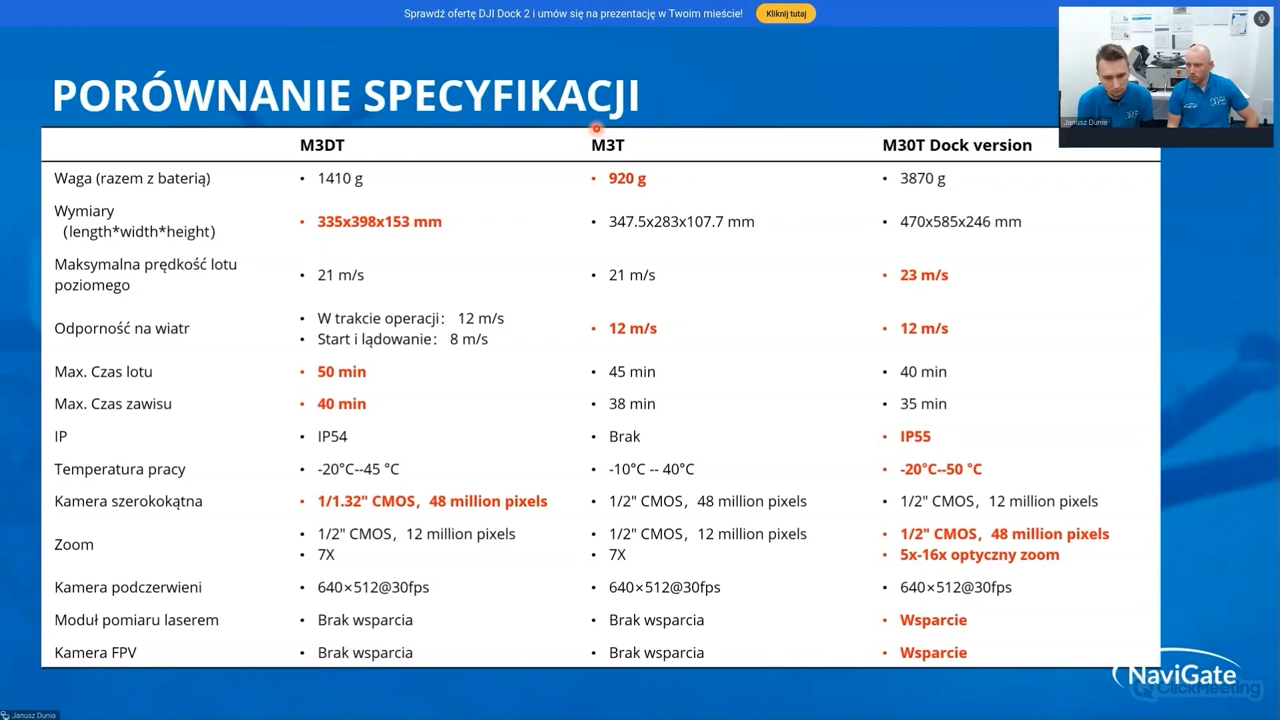 Sprawdź ofertę DJI Dock 2 i umów się na prezentację w Twoim mieście!
Kliknij tutaj
PORÓWNANIE SPECYFIKACJI
Janusz Dunia
M3DT M3T M30T Dock version
Waga (razem z baterią) • 1410 g • 920 g • 3870 g
Wymiary
(length*width*height) • 335x398x153 mm • 347.5x283x107.7 mm • 470x585x246 mm
Maksymalna prędkość lotu
poziomego • 21 m/s • 21 m/s • 23 m/s
Odporność na wiatr • W trakcie operacji: 12 m/s • 12 m/s • 12 m/s
• Start i lądowanie: 8 m/s
Max. Czas lotu • 50 min • 45 min • 40 min
Max. Czas zawisu • 40 min • 38 min • 35 min
IP • IP54 • Brak • IP55
Temperatura pracy • -20°C--45 °C • -10°C -- 40°C • -20°C--50 °C
Kamera szerokokątna • 1/1.32" CMOS, 48 million pixels • 1/2" CMOS, 48 million pixels • 1/2" CMOS, 12 million pixels
Zoom • 1/2" CMOS, 12 million pixels • 1/2" CMOS, 12 million pixels • 1/2" CMOS, 48 million pixels
• 7X • 7X • 5x-16x optyczny zoom
Kamera podczerwieni • 640×512@30fps • 640×512@30fps • 640×512@30fps
Moduł pomiaru laserem • Brak wsparcia • Brak wsparcia • Wsparcie
Kamera FPV • Brak wsparcia • Brak wsparcia • Wsparcie
NaviGate
ClickMeeting
Janusz Dunia